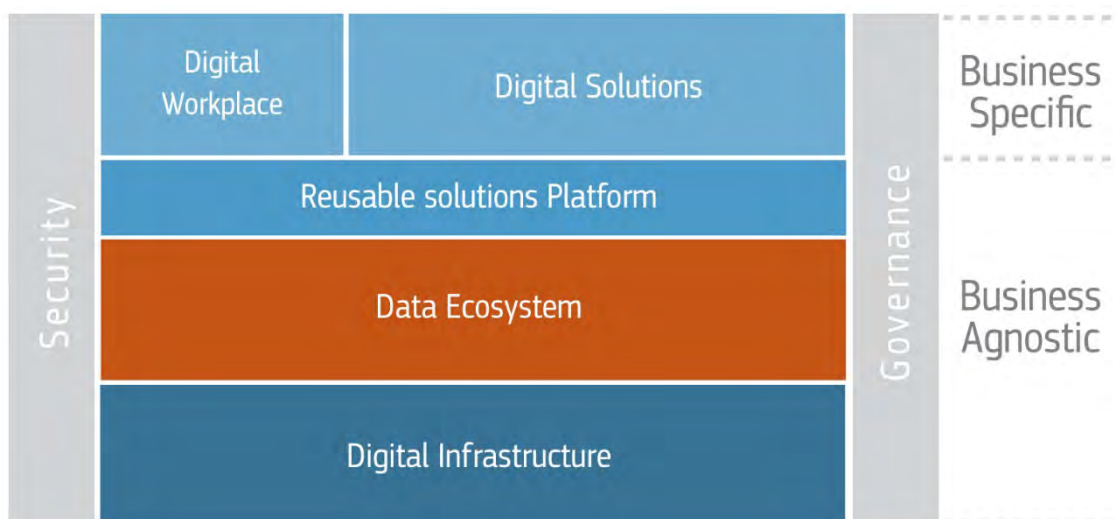 Security
Digital
Workplace
Digital Solutions
Reusable solutions Platform
Data Ecosystem
Digital Infrastructure
Governance
Business
Specific
Business
Agnostic